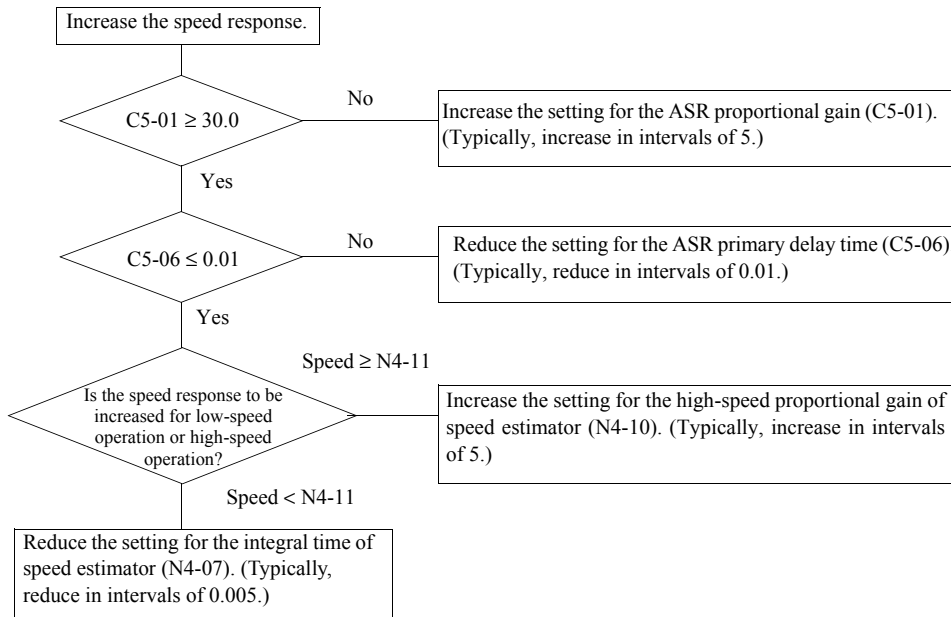 Increase the speed response.
C5-01 ≥ 30.0
No
Increase the setting for the ASR proportional gain (C5-01).
(Typically, increase in intervals of 5.)
Yes
C5-06 ≤ 0.01
No
Reduce the setting for the ASR primary delay time (C5-06)
(Typically, reduce in intervals of 0.01.)
Yes
Speed ≥ N4-11
Is the speed response to be
increased for low-speed
operation or high-speed
operation?
Increase the setting for the high-speed proportional gain of
speed estimator (N4-10). (Typically, increase in intervals
of 5.)
Speed < N4-11
Reduce the setting for the integral time of
speed estimator (N4-07). (Typically,
reduce in intervals of 0.005.)